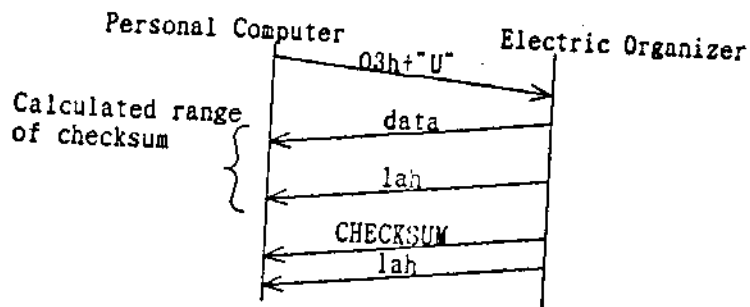 Personal Computer
Electric Organizer
03h+"U"
Calculated range
of checksum
data
1ah
CHECKSUM
1ah